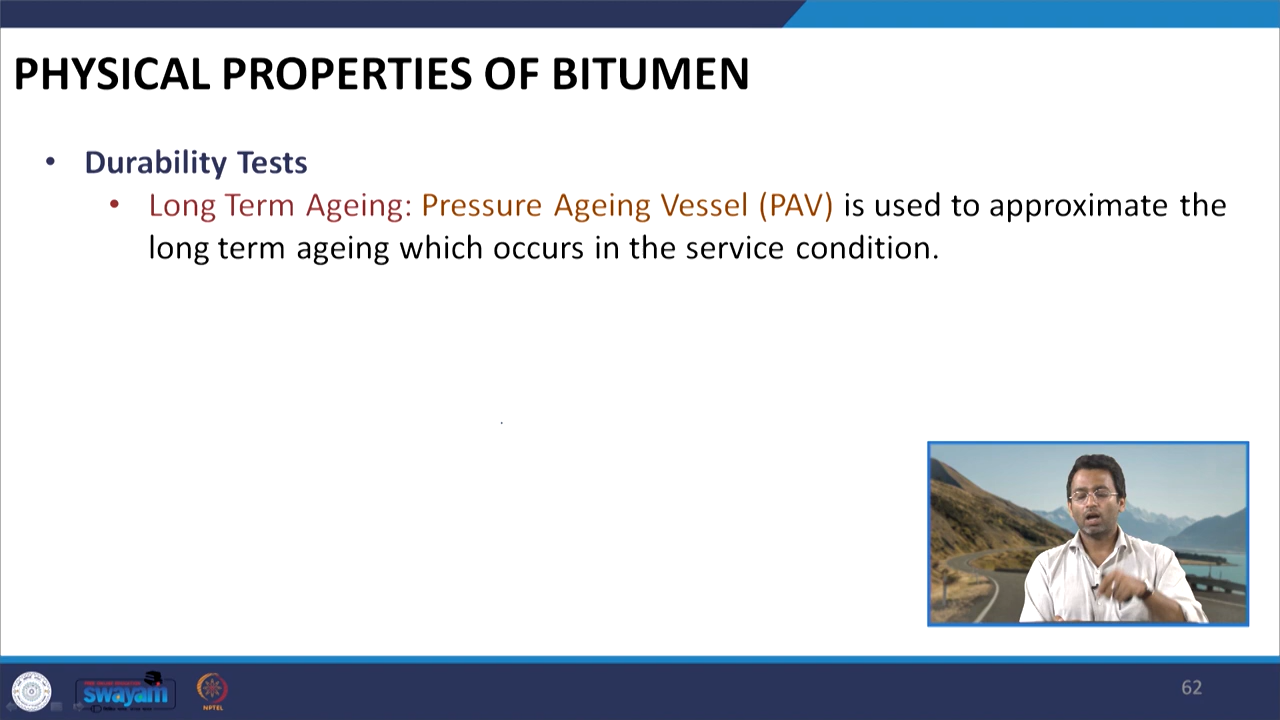 PHYSICAL PROPERTIES OF BITUMEN
• Durability Tests
• Long Term Ageing: Pressure Ageing Vessel (PAV) is used to approximate the
long term ageing which occurs in the service condition.
swayam
NPTEL
62